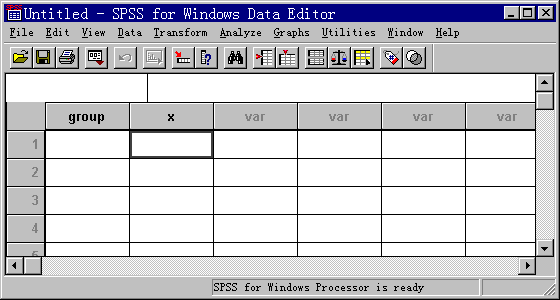 Untitled - SPSS for Windows Data Editor
File Edit View Data Transform Analyze Graphs Utilities Window Help
group x var var var var
1
2
3
4
SPSS for Windows Processor is ready